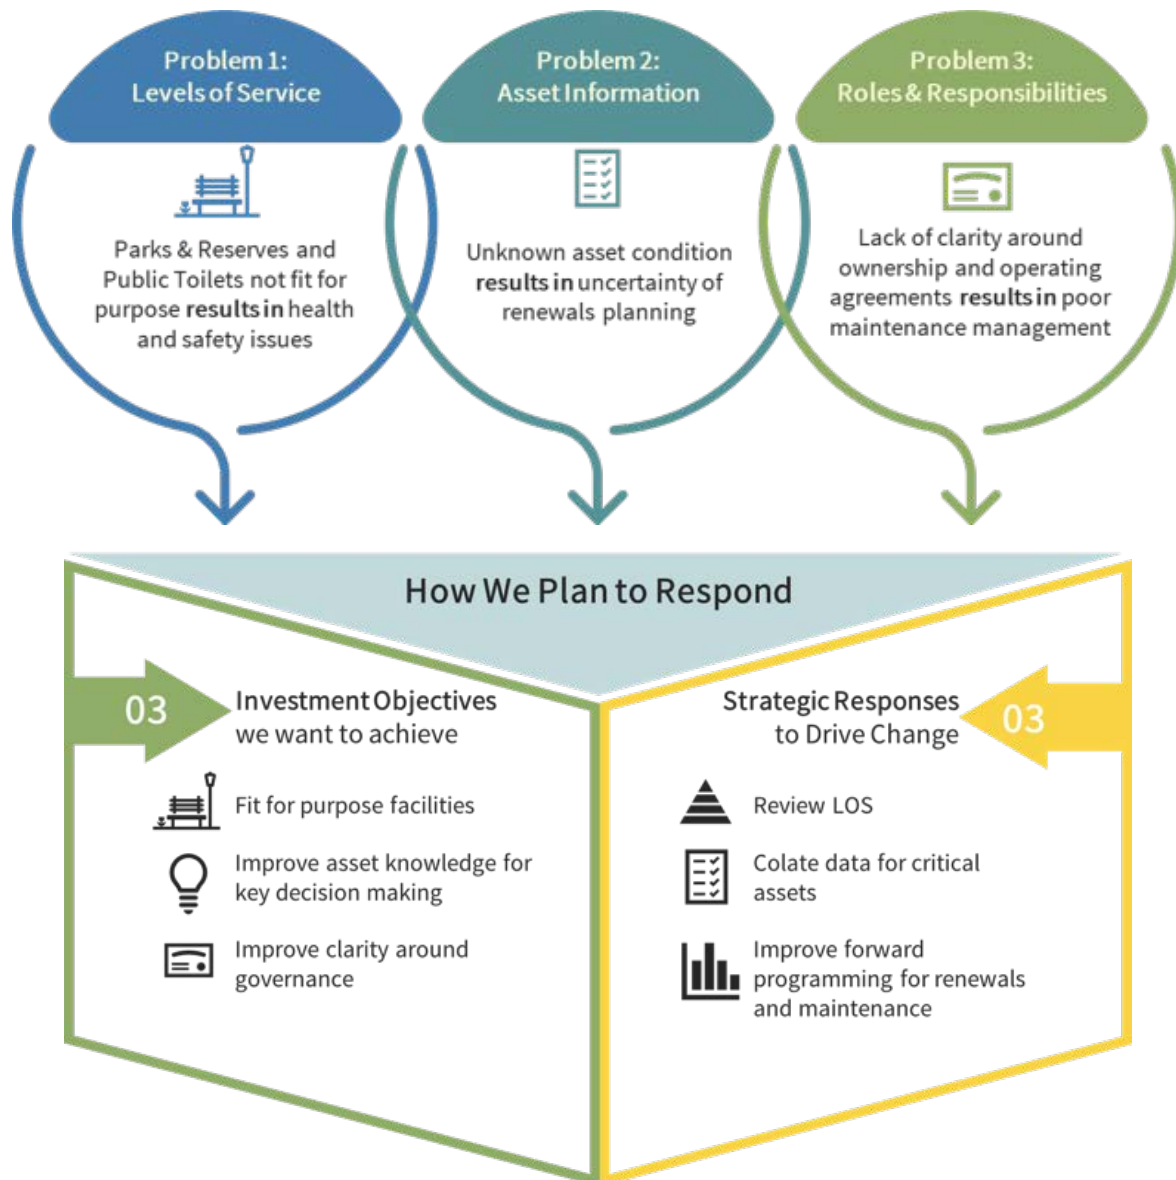 Problem 1:
Levels of Service
Parks & Reserves and
Public Toilets not fit for
purpose results in health
and safety issues
Problem 2:
Asset Information
Unknown asset condition
results in uncertainty of
renewals planning
Problem 3:
Roles & Responsibilities
Lack of clarity around
ownership and operating
agreements results in poor
maintenance management
How We Plan to Respond
03
Investment Objectives
we want to achieve
Fit for purpose facilities
Improve asset knowledge for
key decision making
Improve clarity around
governance
Strategic Responses
to Drive Change
03
Review LOS
Colate data for critical
assets
Improve forward
programming for renewals
and maintenance